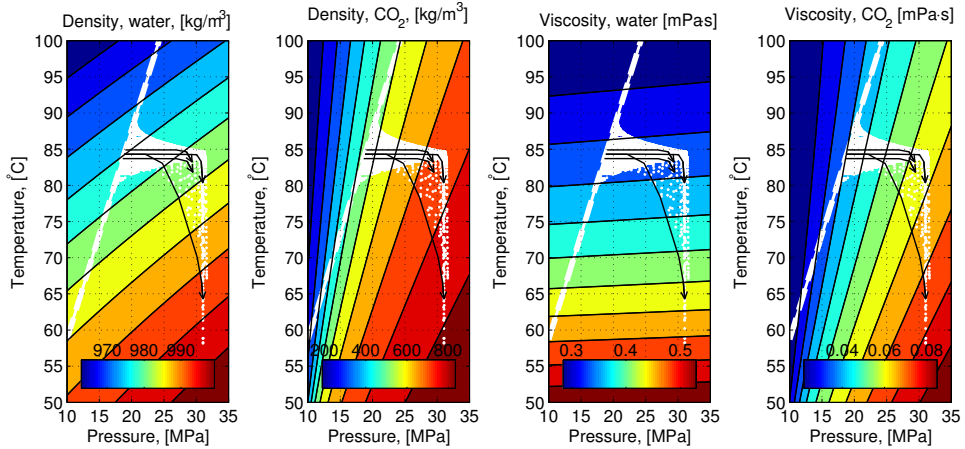 Density, water, [kg/m³]
100
95
90
85
80
75
70
65
60
55
50
Temperature, [°C]
970 980 990
10 15 20 25 30 35
Pressure, [MPa]
Density, CO₂, [kg/m³]
100
95
90
85
80
75
70
65
60
55
50
Temperature, [°C]
200 400 600 800
10 15 20 25 30 35
Pressure, [MPa]
Viscosity, water [mPa·s]
100
95
90
85
80
75
70
65
60
55
50
Temperature, [°C]
0.3 0.4 0.5
10 15 20 25 30 35
Pressure, [MPa]
Viscosity, CO₂ [mPa·s]
100
95
90
85
80
75
70
65
60
55
50
Temperature, [°C]
0.04 0.06 0.08
10 15 20 25 30 35
Pressure, [MPa]